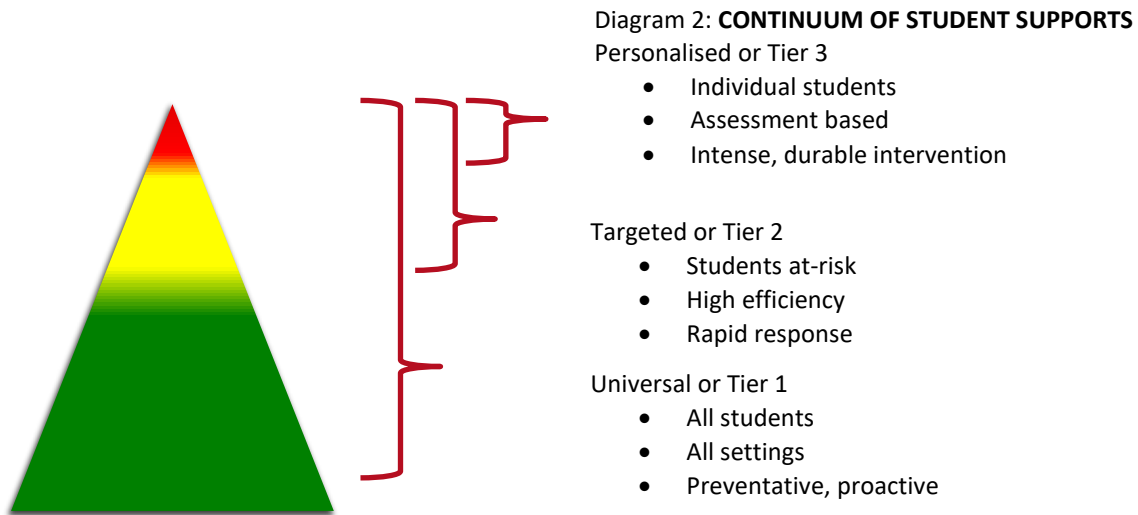 Diagram 2: CONTINUUM OF STUDENT SUPPORTS
Personalised or Tier 3
• Individual students
• Assessment based
• Intense, durable intervention
Targeted or Tier 2
• Students at-risk
• High efficiency
• Rapid response
Universal or Tier 1
• All students
• All settings
• Preventative, proactive